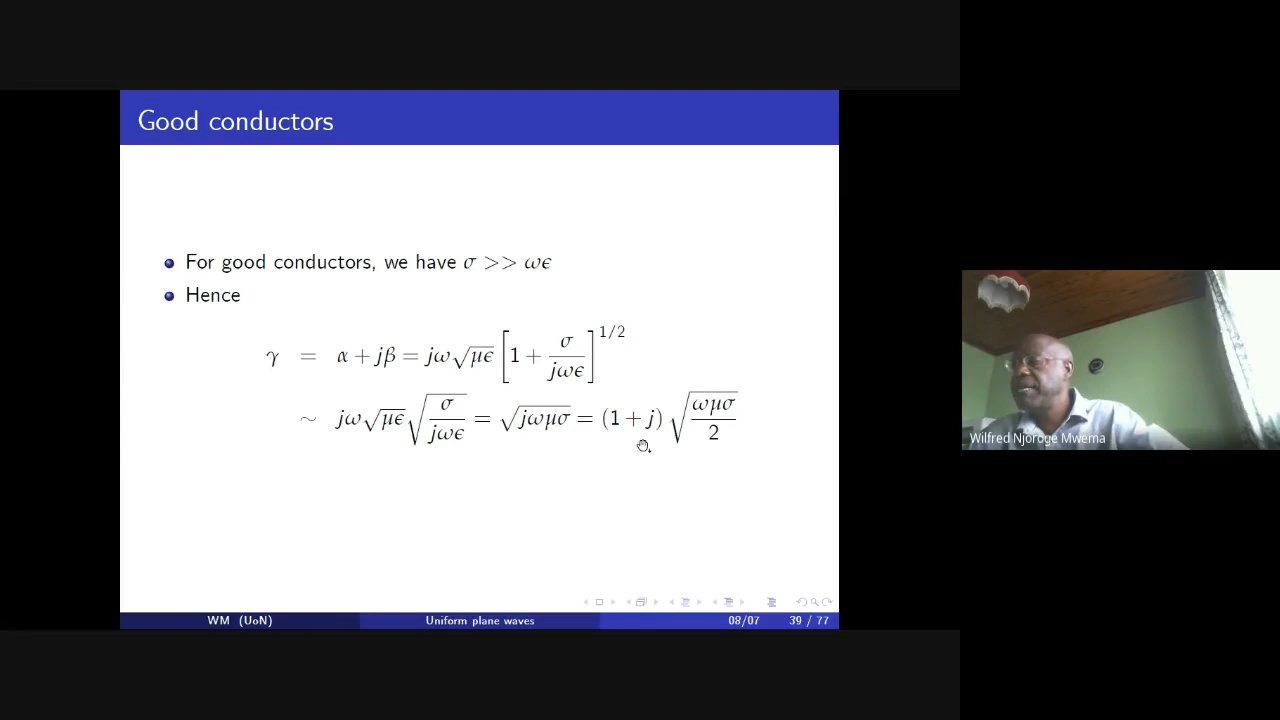 Good conductors
For good conductors, we have σ >> ωϵ
Hence
γ = α + jβ = jω√μϵ [1 + σ/jωϵ]^1/2
∼ jω√μϵ √σ/jωϵ = √jωμσ = (1 + j) √ωμσ/2
Wilfred Njoroge Mwema
WM (UoN) Uniform plane waves 08/07 39 / 77